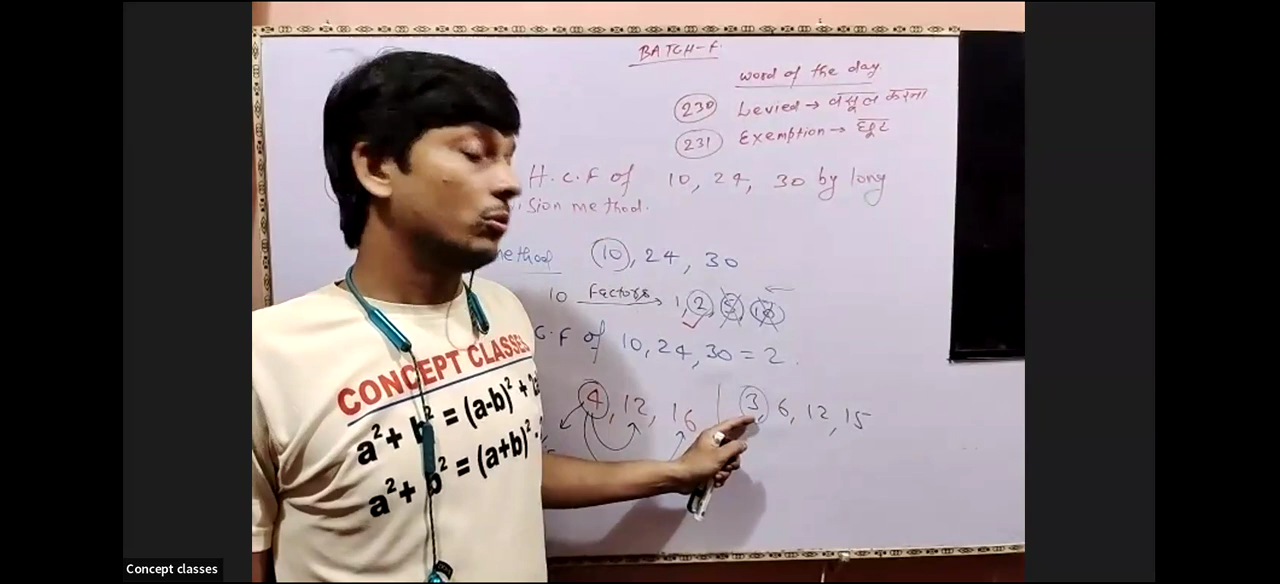 BATCH-F.
word of the day
230 Levied → वसूल करना
231 Exemption → छूट
H.C.F of 10, 24, 30 by long
ision method.
method 10, 24, 30
10 Factors → 1, 2, 5, 10
C.F of 10, 24, 30 = 2.
4, 12, 16 | 3, 6, 12, 15
CONCEPT CLASSES
a²+b²=(a-b)²+2a
a²+b²=(a+b)²-
Concept classes